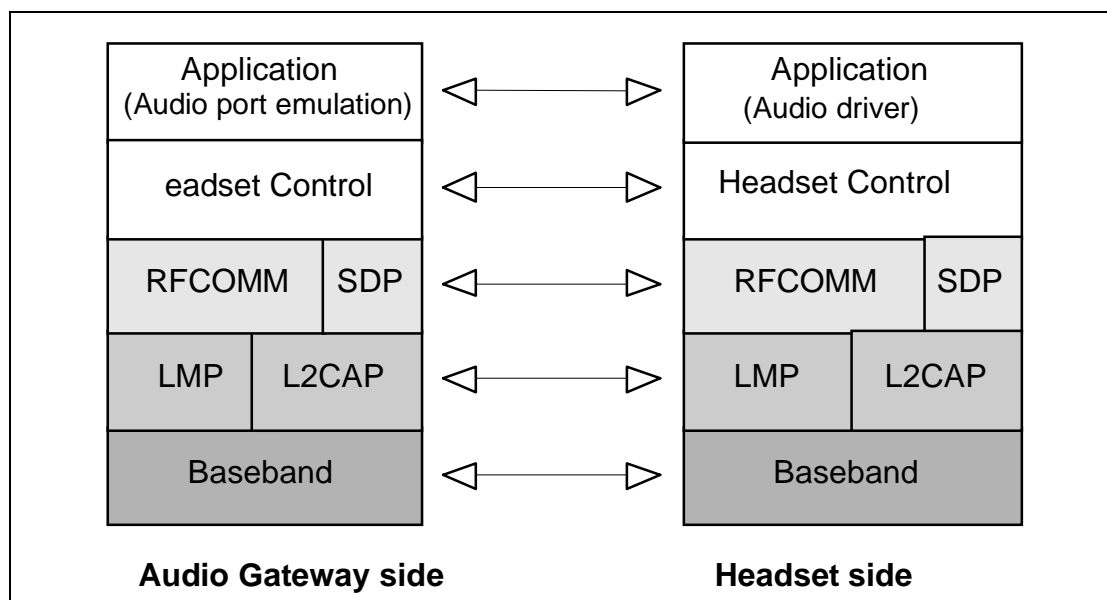 Application
(Audio port emulation)
eadset Control
RFCOMM
SDP
LMP
L2CAP
Baseband
Audio Gateway side
Application
(Audio driver)
Headset Control
RFCOMM
SDP
LMP
L2CAP
Baseband
Headset side